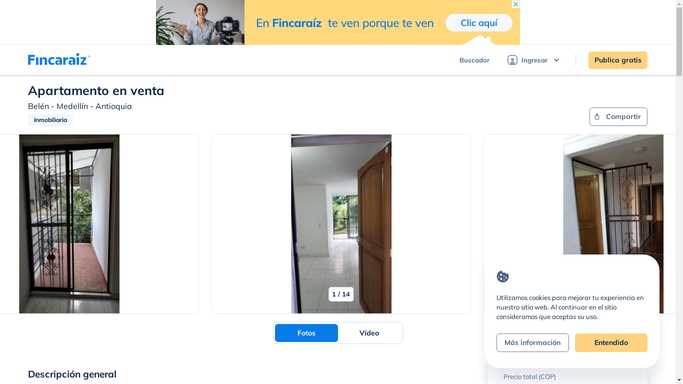 En Fincaraíz te ven porque te ven
Clic aquí
Fincaraiz
Buscador
Ingresar
Publica gratis
Apartamento en venta
Belén - Medellín - Antioquia
Inmobiliaria
Compartir
1 / 14
Utilizamos cookies para mejorar tu experiencia en
nuestro sitio web. Al continuar en el sitio
consideramos que aceptas su uso.
Más información
Entendido
Fotos
Vídeo
Descripción general
Precio total (COP)